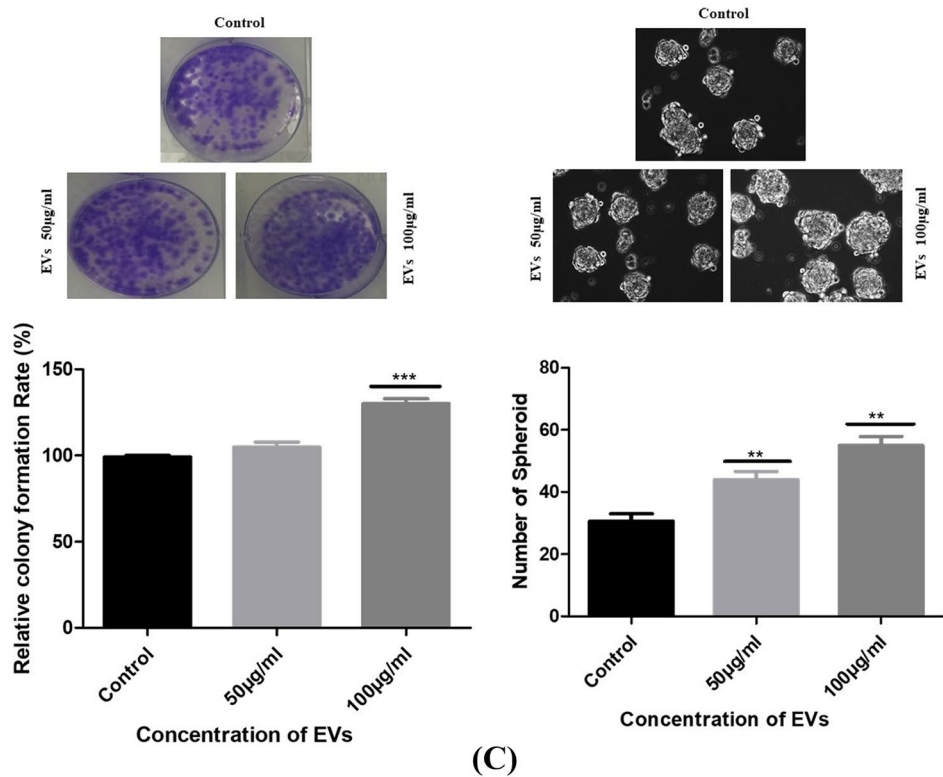 Control
EVs 50µg/ml
EVs 100µg/ml
Relative colony formation Rate (%)
150
100
50
0
***
Control
50µg/ml
100µg/ml
Concentration of EVs
Control
EVs 50µg/ml
EVs 100µg/ml
Number of Spheroid
80
60
40
20
0
**
**
Control
50µg/ml
100µg/ml
Concentration of EVs
(C)